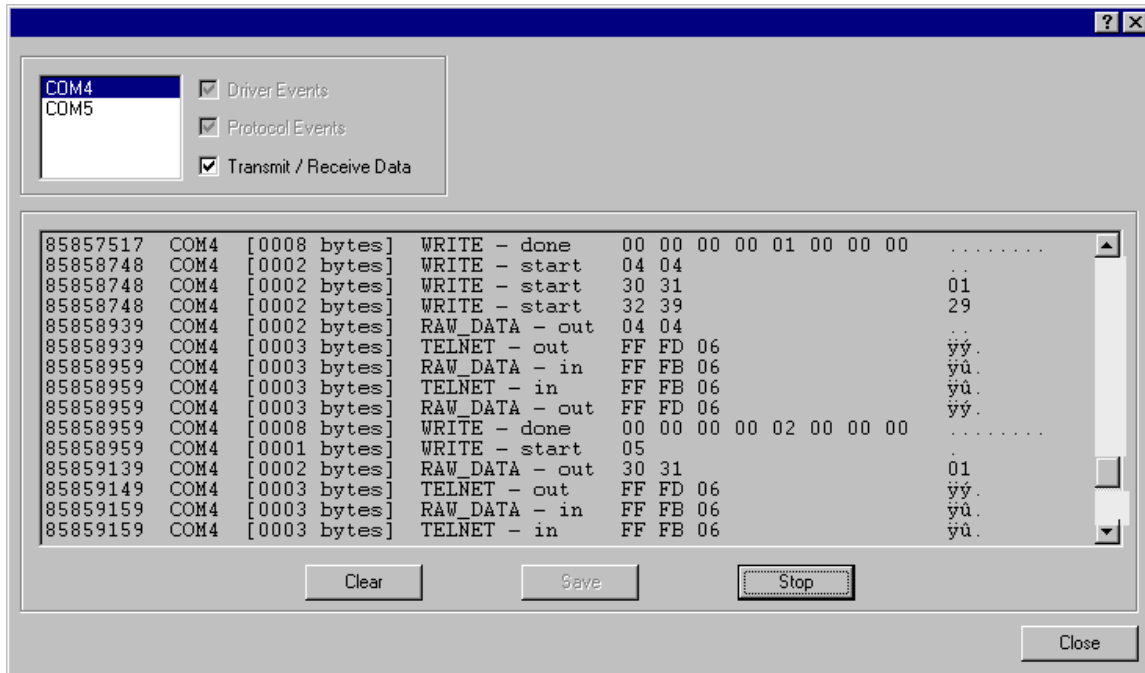 ? ×
COM4
COM5
Driver Events
Protocol Events
Transmit / Receive Data
85857517 COM4 [0008 bytes] WRITE – done 00 00 00 00 01 00 00 00 ........
85858748 COM4 [0002 bytes] WRITE – start 04 04 ..
85858748 COM4 [0002 bytes] WRITE – start 30 31 01
85858748 COM4 [0002 bytes] WRITE – start 32 39 29
85858939 COM4 [0002 bytes] RAW_DATA – out 04 04 ..
85858939 COM4 [0003 bytes] TELNET – out FF FD 06 ÿý.
85858959 COM4 [0003 bytes] RAW_DATA – in FF FB 06 ÿû.
85858959 COM4 [0003 bytes] TELNET – in FF FB 06 ÿû.
85858959 COM4 [0003 bytes] RAW_DATA – out FF FD 06 ÿý.
85858959 COM4 [0008 bytes] WRITE – done 00 00 00 00 02 00 00 00 ........
85858959 COM4 [0001 bytes] WRITE – start 05 .
85859139 COM4 [0002 bytes] RAW_DATA – out 30 31 01
85859149 COM4 [0003 bytes] TELNET – out FF FD 06 ÿý.
85859159 COM4 [0003 bytes] RAW_DATA – in FF FB 06 ÿû.
85859159 COM4 [0003 bytes] TELNET – in FF FB 06 ÿû.
Clear Save Stop
Close